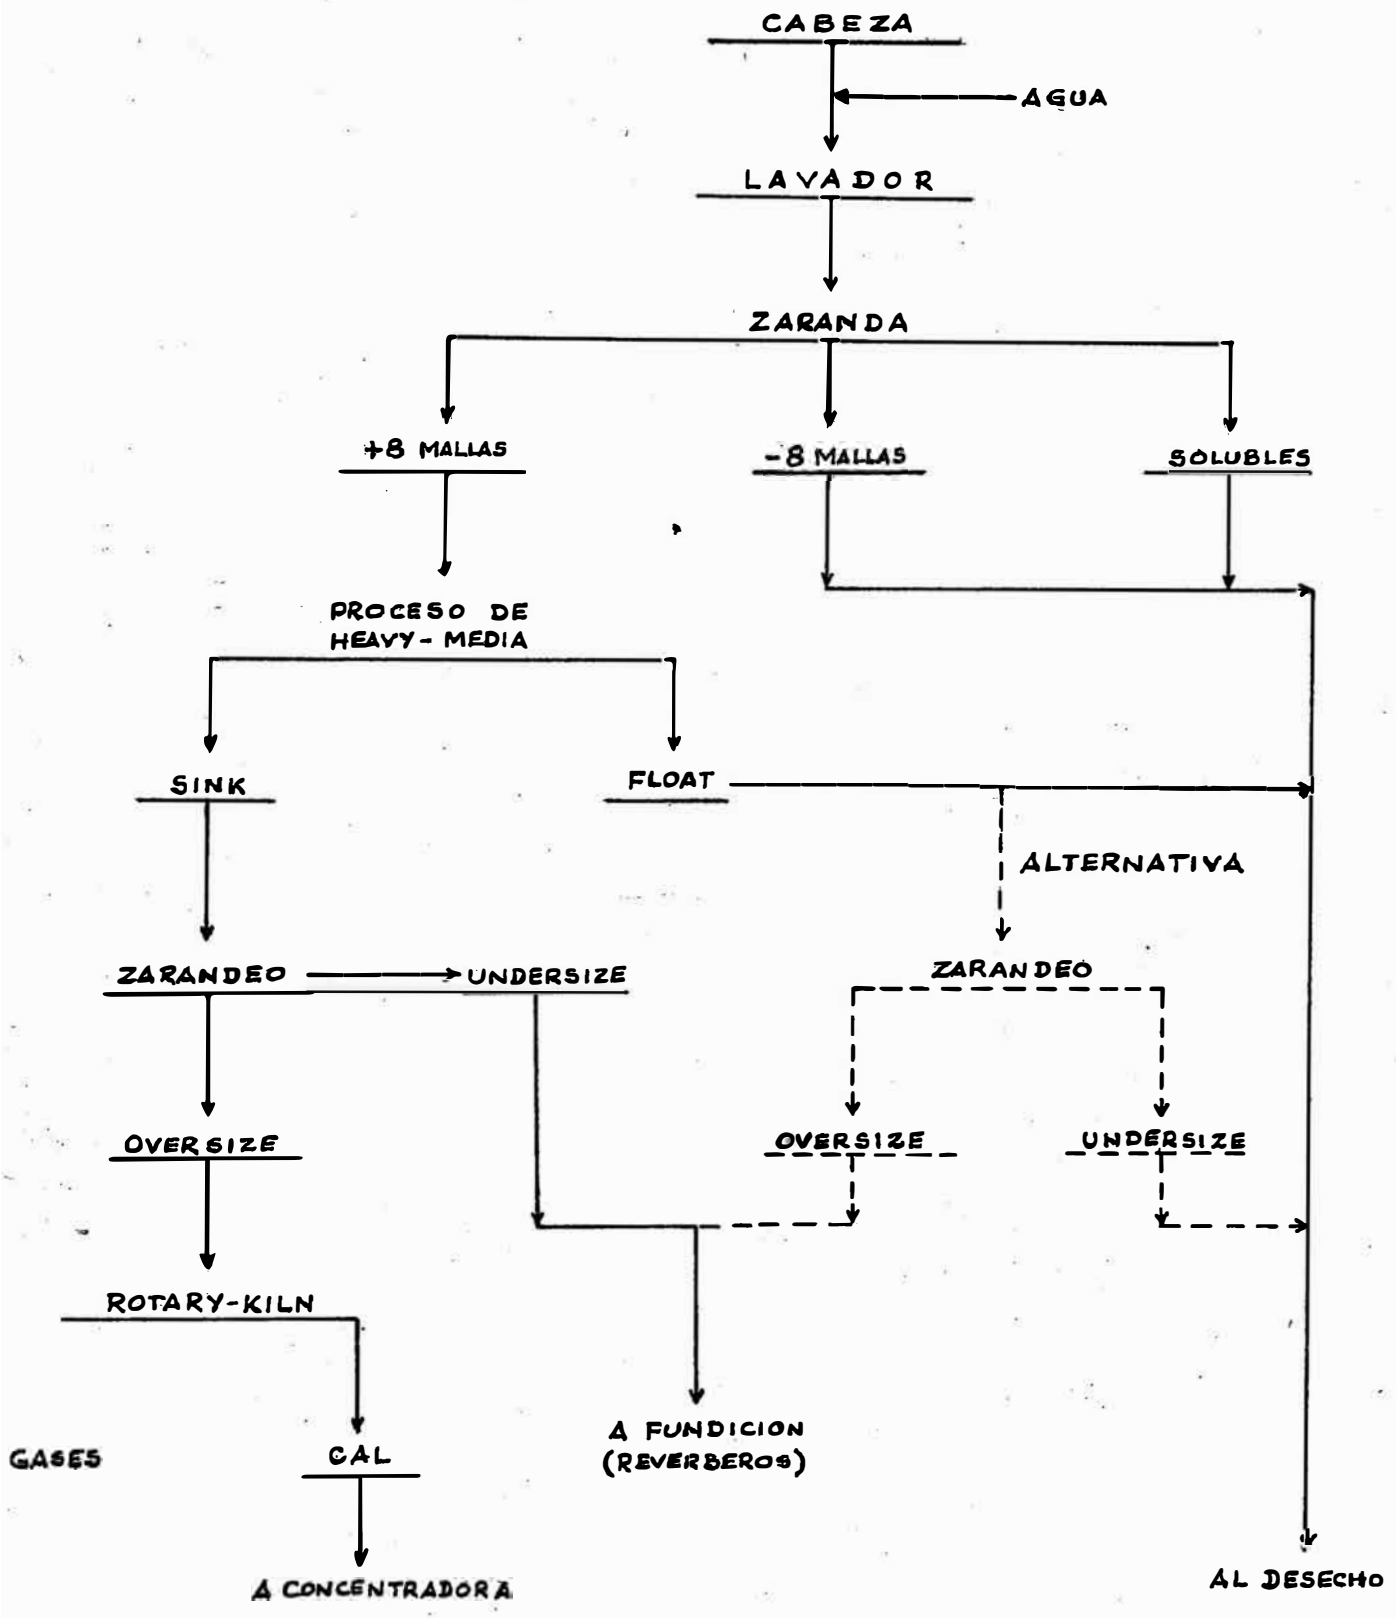 CABEZA
AGUA
LAVADOR
ZARANDA
+8 MALLAS
-8 MALLAS
SOLUBLES
PROCESO DE
HEAVY-MEDIA
SINK
FLOAT
ALTERNATIVA
ZARANDEO
UNDERSIZE
ZARANDEO
OVERSIZE
OVERSIZE
UNDERSIZE
ROTARY-KILN
A FUNDICION
(REVERBEROS)
GASES
CAL
A CONCENTRADORA
AL DESECHO